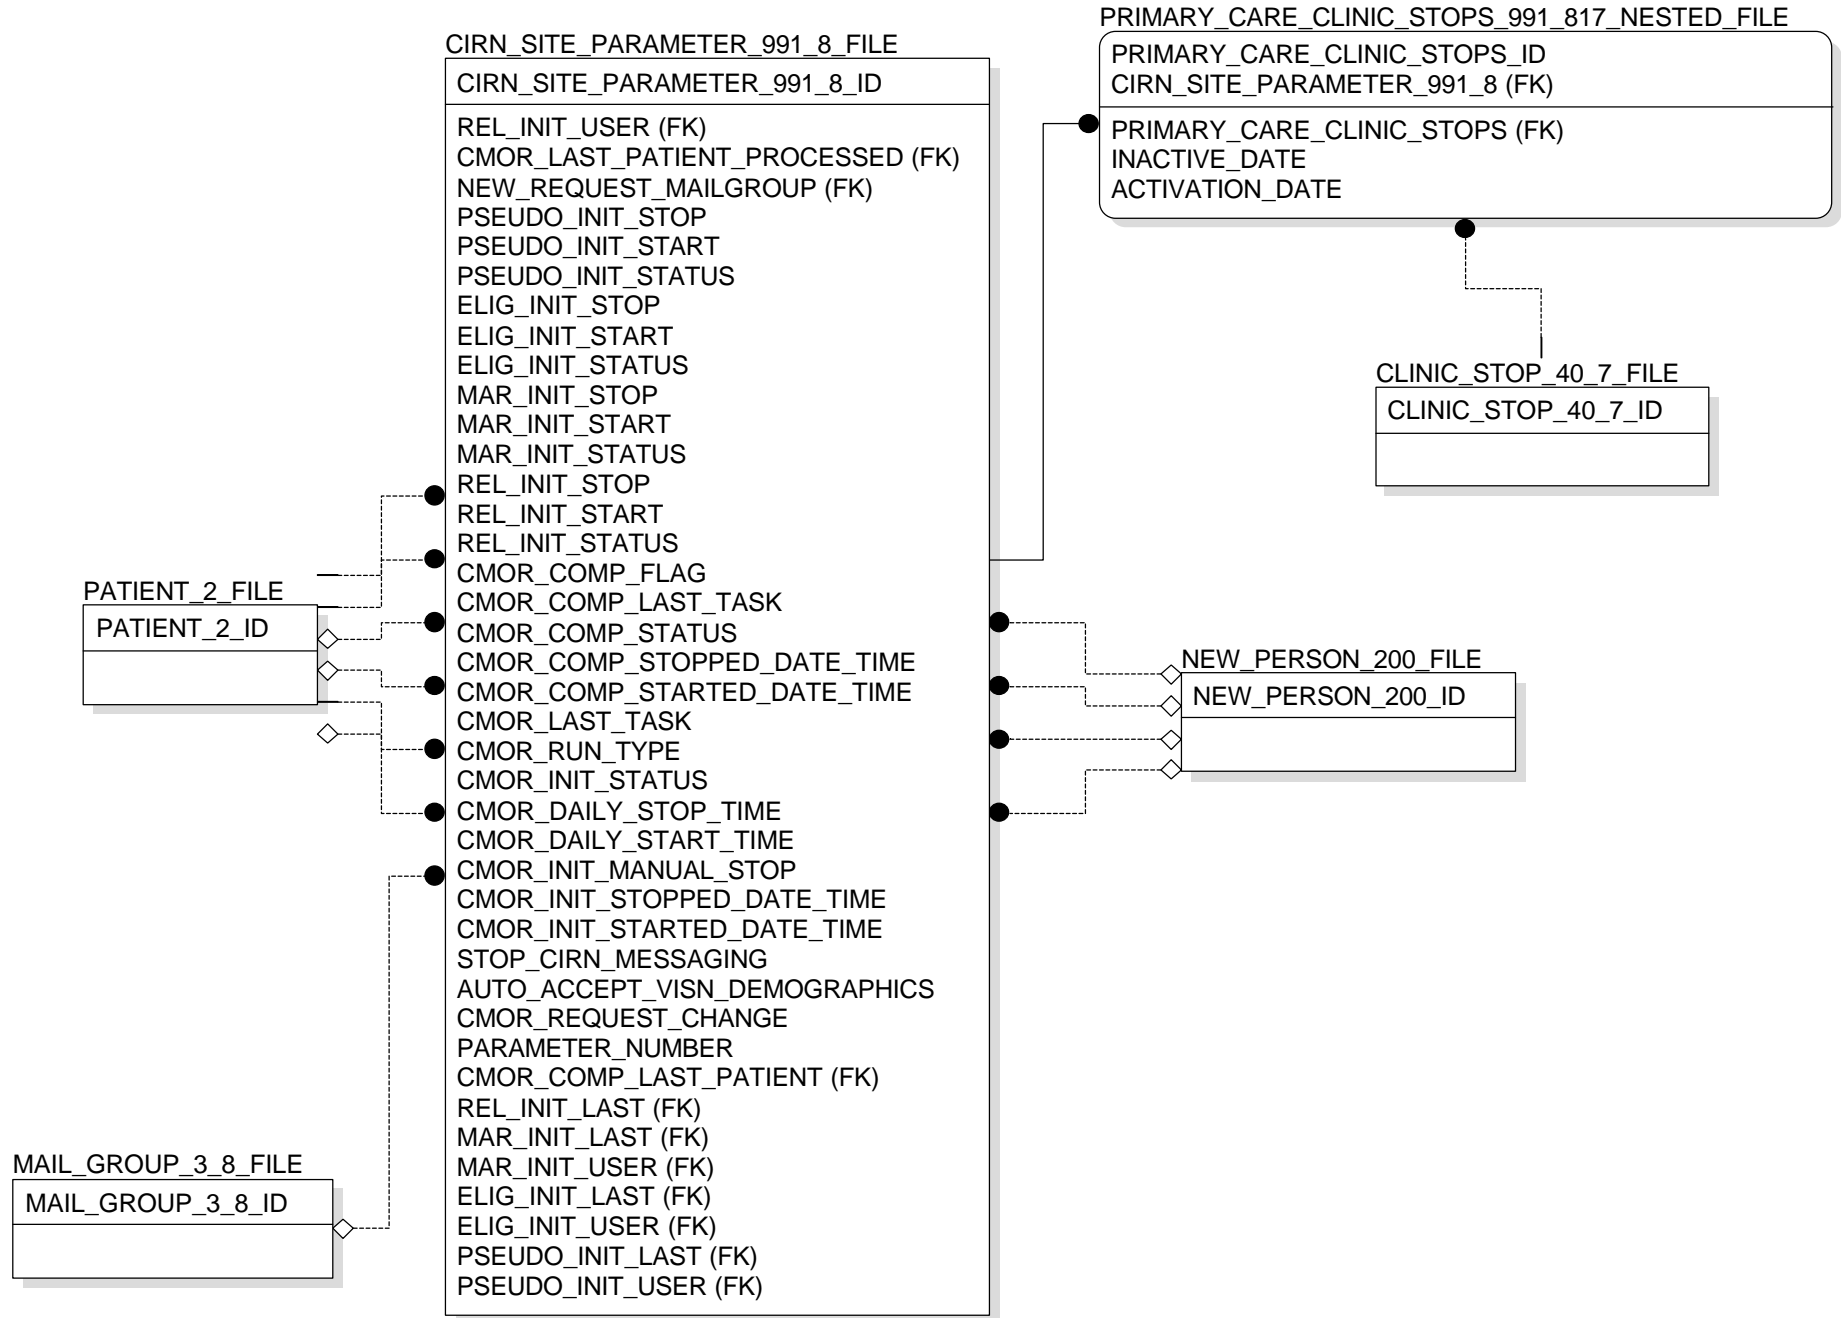 CIRN_SITE_PARAMETER_991_8_FILE
CIRN_SITE_PARAMETER_991_8_ID
REL_INIT_USER (FK)
CMOR_LAST_PATIENT_PROCESSED (FK)
NEW_REQUEST_MAILGROUP (FK)
PSEUDO_INIT_STOP
PSEUDO_INIT_START
PSEUDO_INIT_STATUS
ELIG_INIT_STOP
ELIG_INIT_START
ELIG_INIT_STATUS
MAR_INIT_STOP
MAR_INIT_START
MAR_INIT_STATUS
REL_INIT_STOP
REL_INIT_START
REL_INIT_STATUS
CMOR_COMP_FLAG
CMOR_COMP_LAST_TASK
CMOR_COMP_STATUS
CMOR_COMP_STOPPED_DATE_TIME
CMOR_COMP_STARTED_DATE_TIME
CMOR_LAST_TASK
CMOR_RUN_TYPE
CMOR_INIT_STATUS
CMOR_DAILY_STOP_TIME
CMOR_DAILY_START_TIME
CMOR_INIT_MANUAL_STOP
CMOR_INIT_STOPPED_DATE_TIME
CMOR_INIT_STARTED_DATE_TIME
STOP_CIRN_MESSAGING
AUTO_ACCEPT_VISN_DEMOGRAPHICS
CMOR_REQUEST_CHANGE
PARAMETER_NUMBER
CMOR_COMP_LAST_PATIENT (FK)
REL_INIT_LAST (FK)
MAR_INIT_LAST (FK)
MAR_INIT_USER (FK)
ELIG_INIT_LAST (FK)
ELIG_INIT_USER (FK)
PSEUDO_INIT_LAST (FK)
PSEUDO_INIT_USER (FK)
PRIMARY_CARE_CLINIC_STOPS_991_817_NESTED_FILE
PRIMARY_CARE_CLINIC_STOPS_ID
CIRN_SITE_PARAMETER_991_8 (FK)
PRIMARY_CARE_CLINIC_STOPS (FK)
INACTIVE_DATE
ACTIVATION_DATE
CLINIC_STOP_40_7_FILE
CLINIC_STOP_40_7_ID
PATIENT_2_FILE
PATIENT_2_ID
NEW_PERSON_200_FILE
NEW_PERSON_200_ID
MAIL_GROUP_3_8_FILE
MAIL_GROUP_3_8_ID